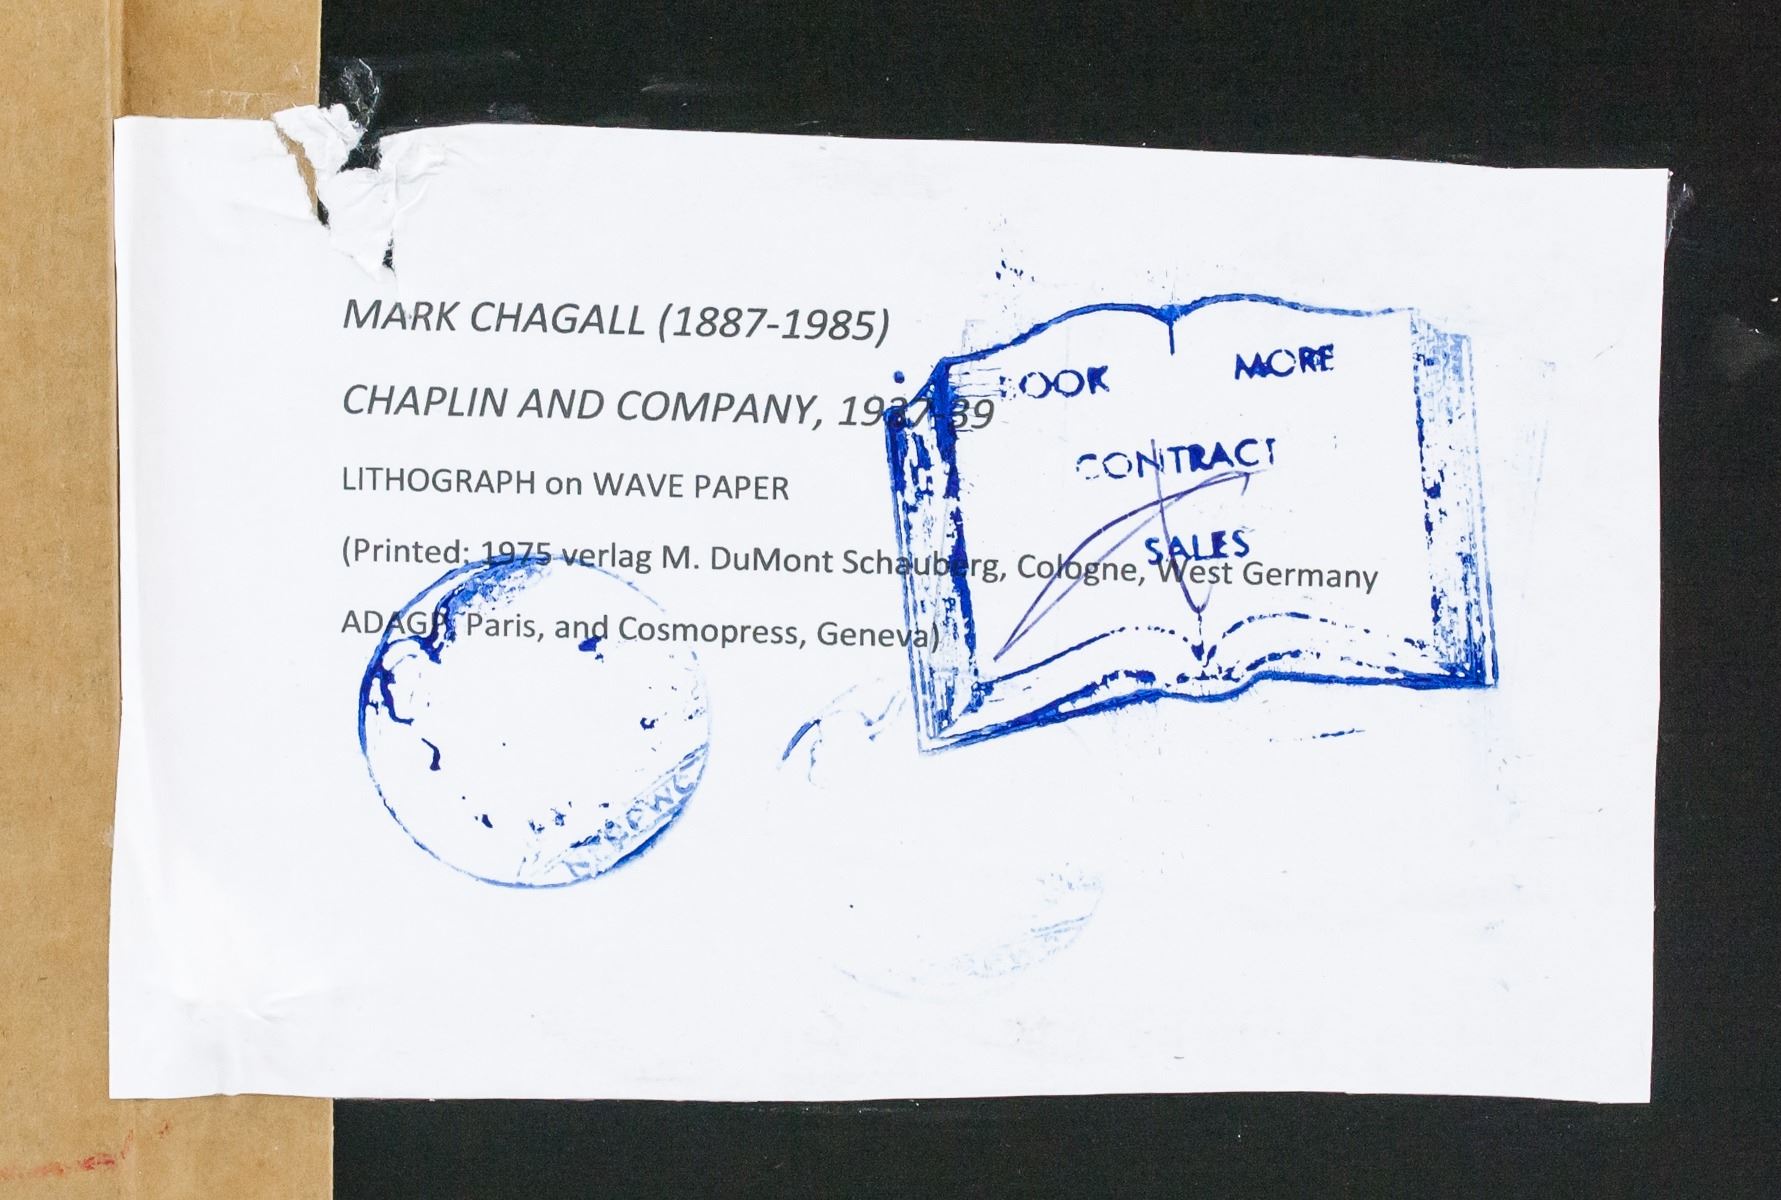 MARK CHAGALL (1887-1985)
CHAPLIN AND COMPANY, 1937-39
LITHOGRAPH on WAVE PAPER
(Printed: 1975 verlag M. DuMont Schauberg, Cologne, West Germany
ADAGP, Paris, and Cosmopress, Geneva)
MORE
CONTRACT
SALES